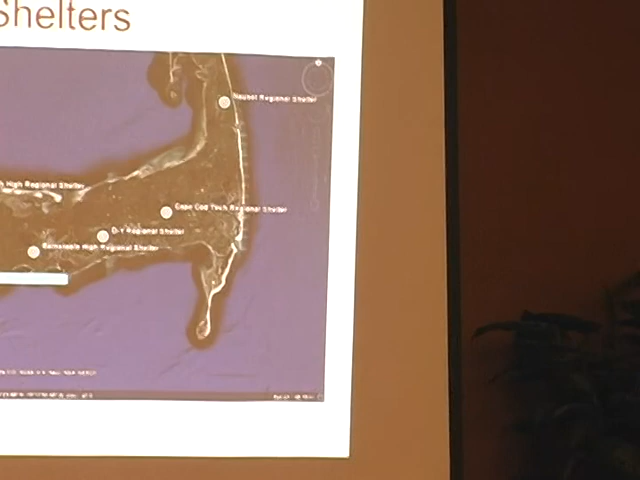 Shelters
Nauset Regional Shelter
h High Regional Shelter
Cape Cod Tech Regional Shelter
D-Y Regional Shelter
Barnstable High Regional Shelter